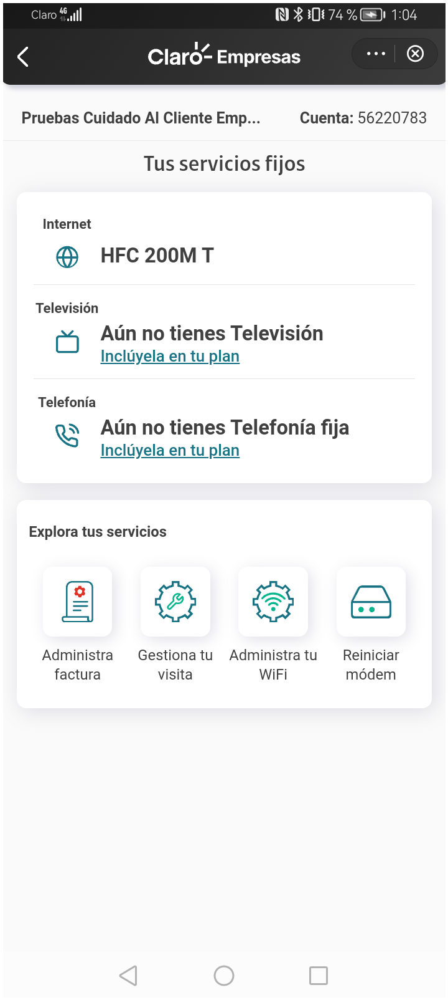 Claro 4G 74 % 1:04
Claro Empresas
Pruebas Cuidado Al Cliente Emp... Cuenta: 56220783
Tus servicios fijos
Internet
HFC 200M T
Televisión
Aún no tienes Televisión
Inclúyela en tu plan
Telefonía
Aún no tienes Telefonía fija
Inclúyela en tu plan
Explora tus servicios
Administra factura
Gestiona tu visita
Administra tu WiFi
Reiniciar módem